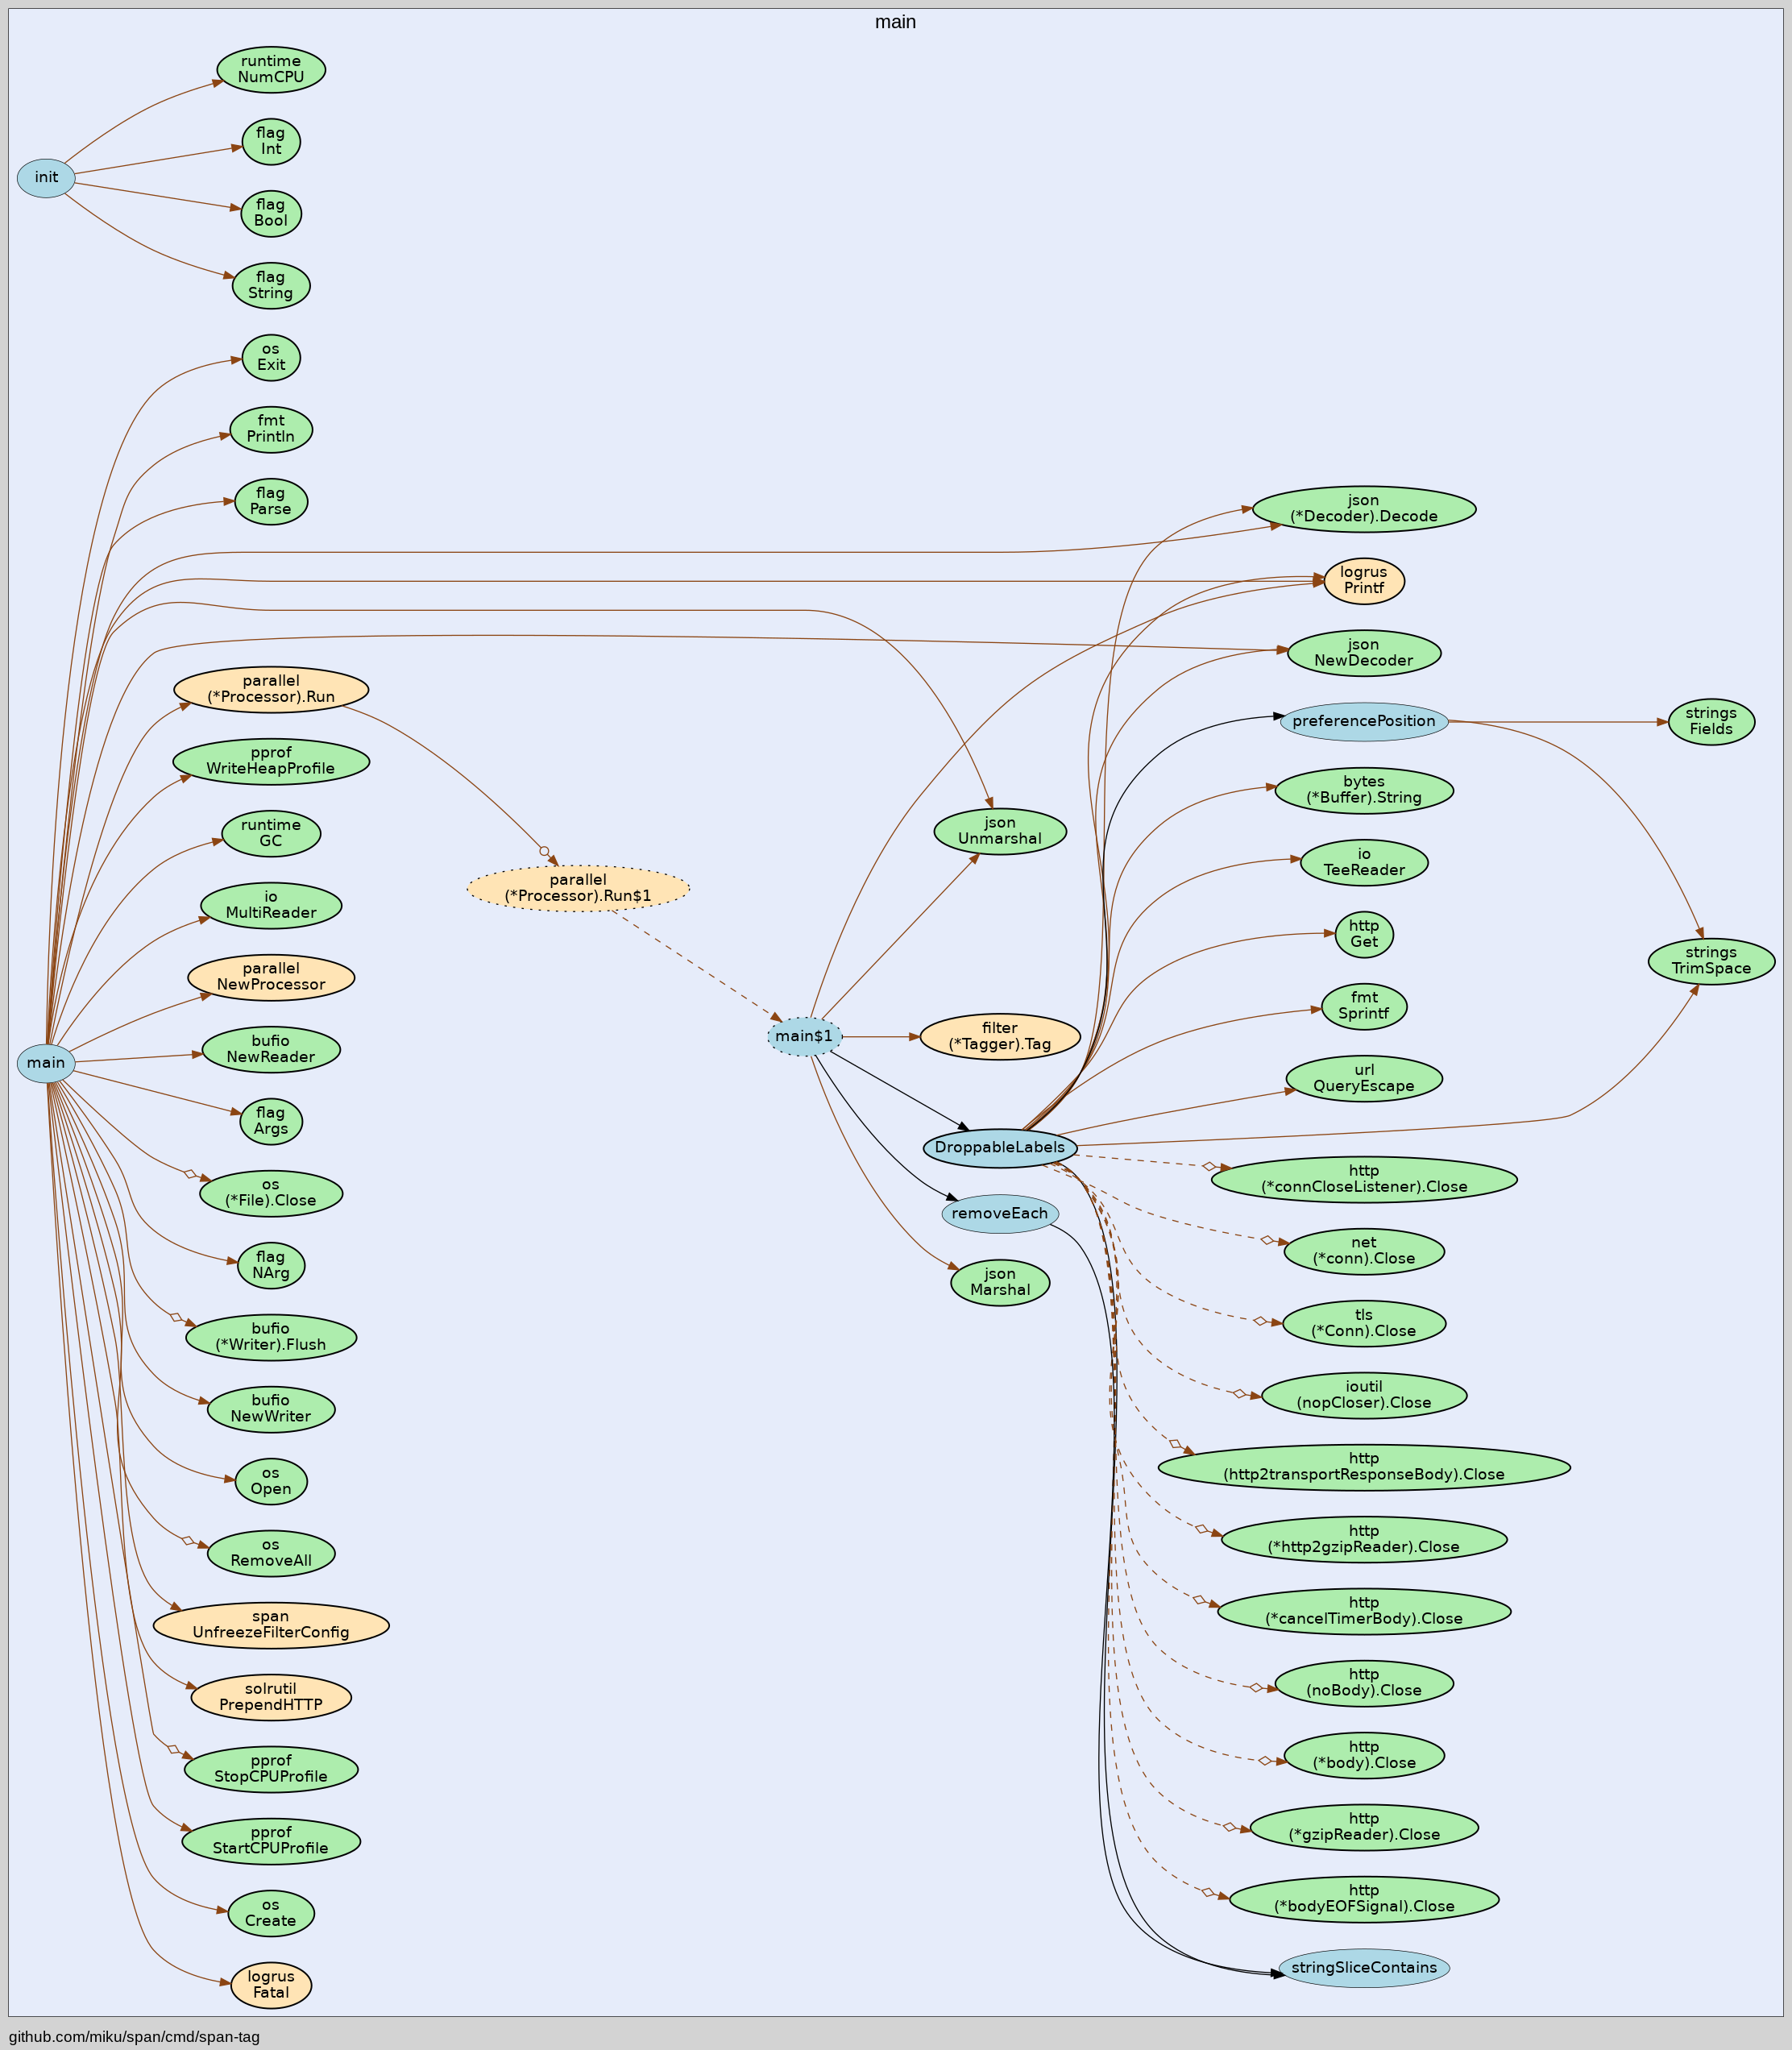 main
runtime
NumCPU
flag
Int
init
flag
Bool
flag
String
os
Exit
fmt
Println
flag
Parse
json
(*Decoder).Decode
logrus
Printf
json
NewDecoder
parallel
(*Processor).Run
preferencePosition
strings
Fields
pprof
WriteHeapProfile
bytes
(*Buffer).String
runtime
GC
json
Unmarshal
io
TeeReader
parallel
(*Processor).Run$1
io
MultiReader
http
Get
strings
TrimSpace
parallel
NewProcessor
fmt
Sprintf
main$1
filter
(*Tagger).Tag
bufio
NewReader
main
url
QueryEscape
flag
Args
DroppableLabels
http
(*connCloseListener).Close
os
(*File).Close
removeEach
net
(*conn).Close
flag
NArg
json
Marshal
tls
(*Conn).Close
bufio
(*Writer).Flush
ioutil
(nopCloser).Close
bufio
NewWriter
http
(http2transportResponseBody).Close
os
Open
http
(*http2gzipReader).Close
os
RemoveAll
http
(*cancelTimerBody).Close
span
UnfreezeFilterConfig
http
(noBody).Close
solrutil
PrependHTTP
http
(*body).Close
pprof
StopCPUProfile
http
(*gzipReader).Close
pprof
StartCPUProfile
http
(*bodyEOFSignal).Close
os
Create
stringSliceContains
logrus
Fatal
github.com/miku/span/cmd/span-tag